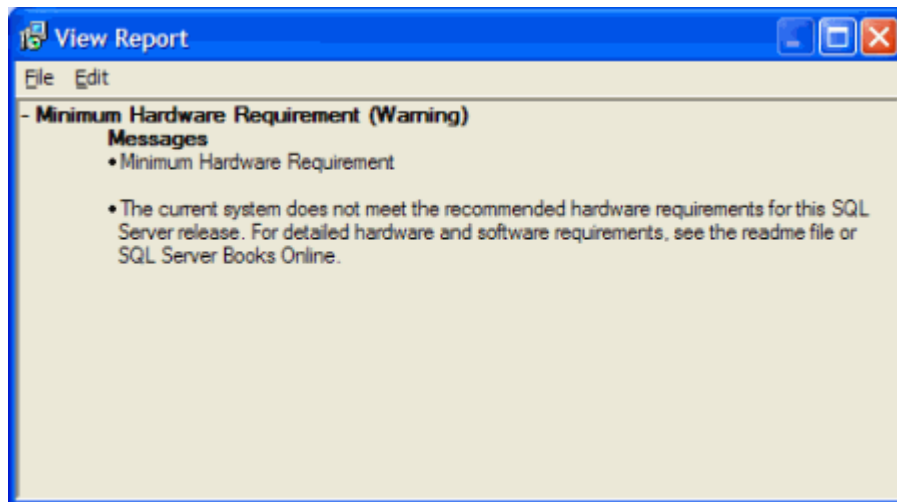 View Report
File Edit
- Minimum Hardware Requirement (Warning)
Messages
• Minimum Hardware Requirement
• The current system does not meet the recommended hardware requirements for this SQL
Server release. For detailed hardware and software requirements, see the readme file or
SQL Server Books Online.